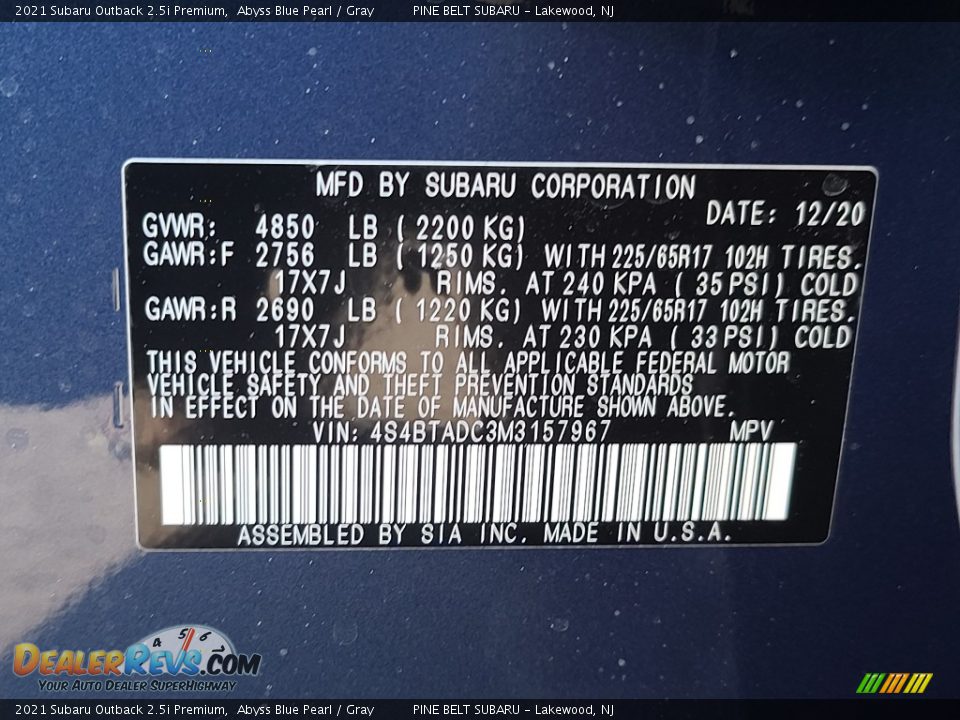 2021 Subaru Outback 2.5i Premium, Abyss Blue Pearl / Gray PINE BELT SUBARU - Lakewood, NJ
MFD BY SUBARU CORPORATION
DATE: 12/20
GVWR: 4850 LB ( 2200 KG)
GAWR:F 2756 LB ( 1250 KG) WITH 225/65R17 102H TIRES.
17X7J RIMS. AT 240 KPA ( 35 PSI) COLD
GAWR:R 2690 LB ( 1220 KG) WITH 225/65R17 102H TIRES.
17X7J RIMS. AT 230 KPA ( 33 PSI) COLD
THIS VEHICLE CONFORMS TO ALL APPLICABLE FEDERAL MOTOR
VEHICLE SAFETY AND THEFT PREVENTION STANDARDS
IN EFFECT ON THE DATE OF MANUFACTURE SHOWN ABOVE.
VIN: 4S4BTADC3M3157967 MPV
ASSEMBLED BY SIA INC. MADE IN U.S.A.
4 5 6 7
DEALERREVS.COM
YOUR AUTO DEALER SUPERHIGHWAY
2021 Subaru Outback 2.5i Premium, Abyss Blue Pearl / Gray PINE BELT SUBARU - Lakewood, NJ